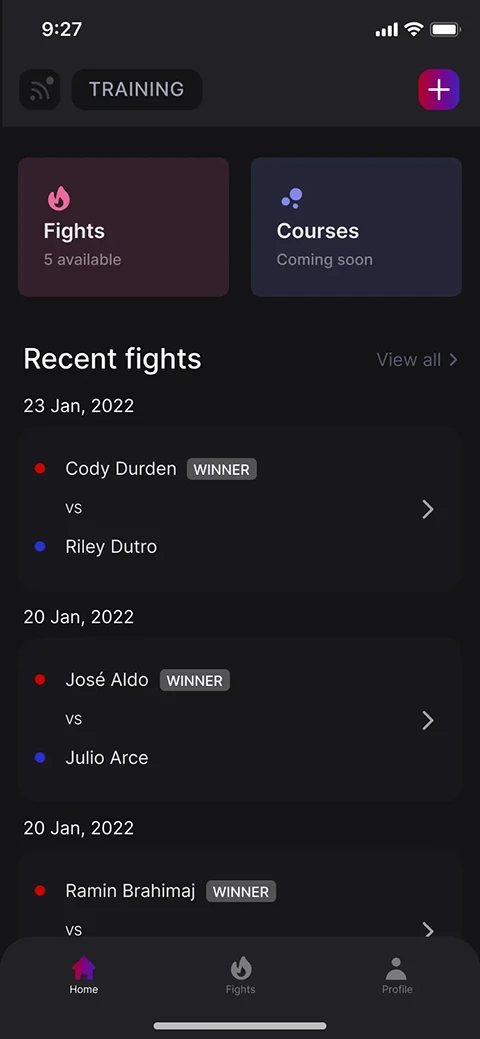 9:27
TRAINING
Fights
5 available
Courses
Coming soon
Recent fights
View all
23 Jan, 2022
Cody Durden WINNER
VS
Riley Dutro
20 Jan, 2022
José Aldo WINNER
VS
Julio Arce
20 Jan, 2022
Ramin Brahimaj WINNER
VS
Home
Fights
Profile